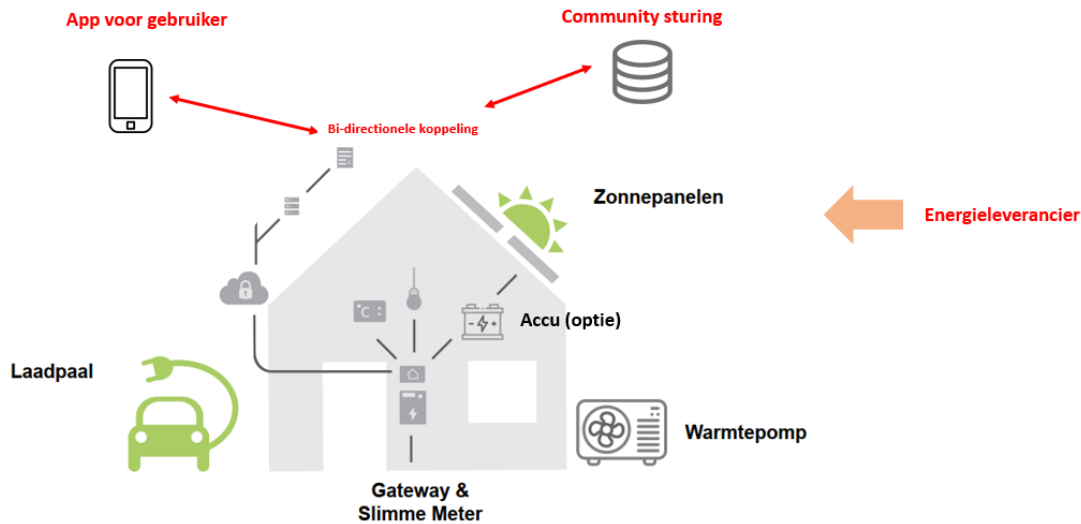 App voor gebruiker
Community sturing
Bi-directionele koppeling
Zonnepanelen
Energieleverancier
°C
Accu (optie)
Laadpaal
Warmtepomp
Gateway &
Slimme Meter